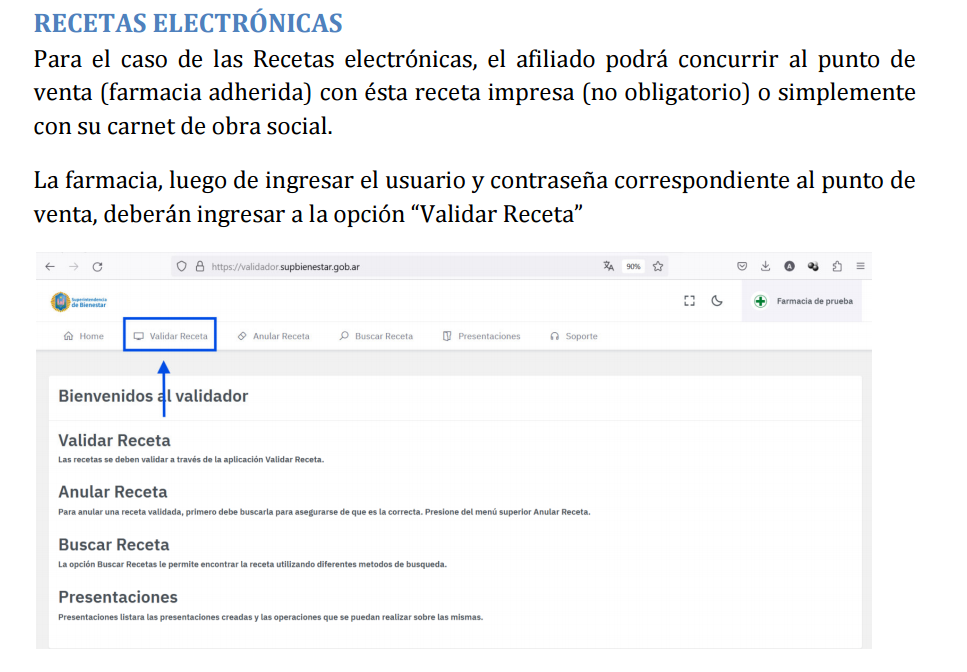 RECETAS ELECTRÓNICAS
Para el caso de las Recetas electrónicas, el afiliado podrá concurrir al punto de
venta (farmacia adherida) con ésta receta impresa (no obligatorio) o simplemente
con su carnet de obra social.
La farmacia, luego de ingresar el usuario y contraseña correspondiente al punto de
venta, deberán ingresar a la opción “Validar Receta”
https://validador.supbienestar.gob.ar
90%
A
Superintendencia
de Bienestar
Farmacia de prueba
Home
Validar Receta
Anular Receta
Buscar Receta
Presentaciones
Soporte
Bienvenidos al validador
Validar Receta
Las recetas se deben validar a través de la aplicación Validar Receta.
Anular Receta
Para anular una receta validada, primero debe buscarla para asegurarse de que es la correcta. Presione del menú superior Anular Receta.
Buscar Receta
La opción Buscar Recetas le permite encontrar la receta utilizando diferentes metodos de busqueda.
Presentaciones
Presentaciones listara las presentaciones creadas y las operaciones que se puedan realizar sobre las mismas.